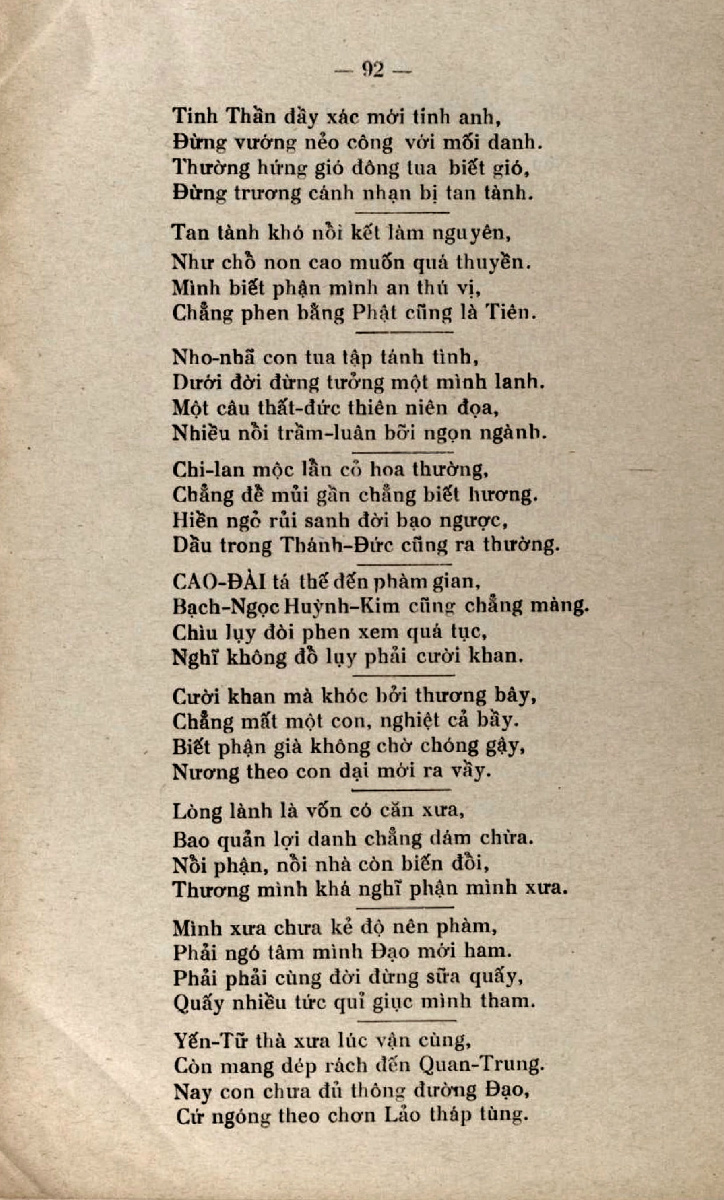 — 92 —
Tinh Thần đầy xác mới tinh anh,
Đừng vướng nẻo công với mối danh.
Thường hứng gió dông tua biết gió,
Đừng trương cánh nhạn bị tan tành.
Tan tành khó nỗi kết làm nguyên,
Như chỗ non cao muốn quá thuyền.
Mình biết phận mình an thú vị,
Chẳng phen bằng Phật cũng là Tiên.
Nho-nhã con tua tập tánh tình,
Dưới đời đừng tưởng một mình lanh.
Một câu thất-đức thiên niên đọa,
Nhiều nỗi trầm-luân bởi ngọn ngành.
Chi-lan mộc lẫn cỏ hoa thường,
Chẳng để mủi gần chẳng biết hương.
Hiền ngỏ rủi sanh đời bạo ngược,
Dầu trong Thánh-Đức cũng ra thường.
CAO-ĐÀI tá thế đến phàm gian,
Bạch-Ngọc Huỳnh-Kim cũng chẳng màng.
Chìu lụy đòi phen xem quá tục,
Nghĩ không đổ lụy phải cười khan.
Cười khan mà khóc bởi thương bây,
Chẳng mất một con, nghiệt cả bầy.
Biết phận già không chờ chóng gậy,
Nương theo con dại mới ra vầy.
Lòng lành là vốn có căn xưa,
Bao quản lợi danh chẳng dám chừa.
Nỗi phận, nỗi nhà còn biến đổi,
Thương mình khá nghĩ phận mình xưa.
Mình xưa chưa kẻ độ nên phàm,
Phải ngó tâm mình Đạo mới ham.
Phải phải cùng đời đừng sữa quấy,
Quấy nhiều tức quỉ giục mình tham.
Yến-Tử thà xưa lúc vận cùng,
Còn mang dép rách đến Quan-Trung.
Nay con chưa đủ thông đường Đạo,
Cứ ngóng theo chơn Lảo tháp tùng.